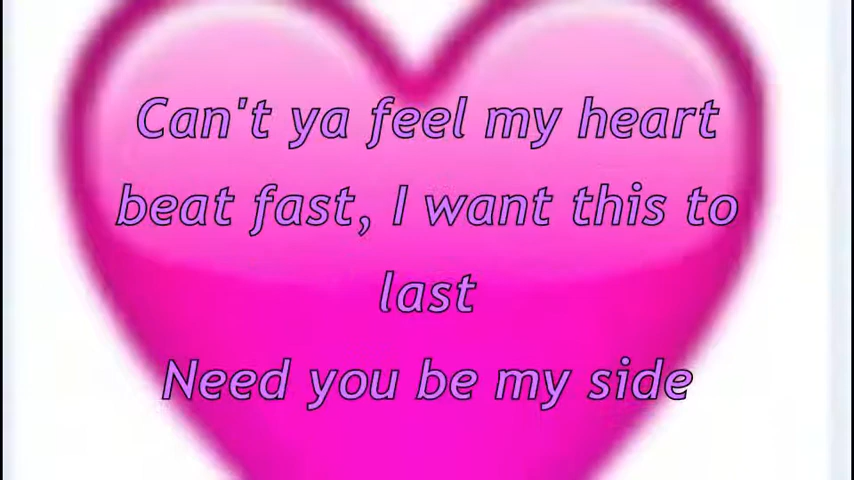 Can't ya feel my heart
beat fast, I want this to
last
Need you be my side